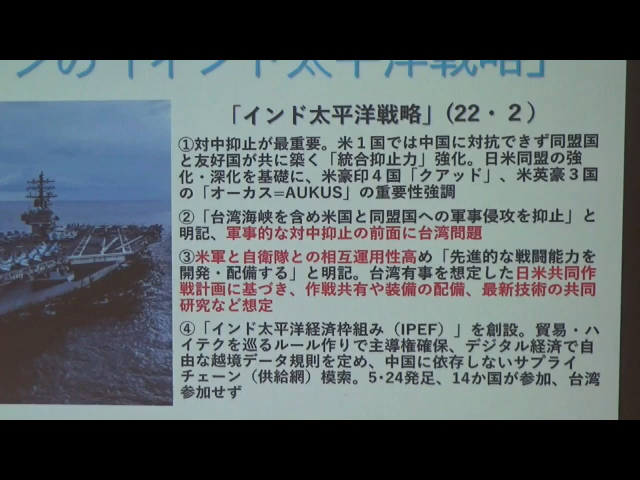 ンの「インド太平洋戦略」
「インド太平洋戦略」（22・２）
①対中抑止が最重要。米１国では中国に対抗できず同盟国
と友好国が共に築く「統合抑止力」強化。日米同盟の強
化・深化を基礎に、米豪印４国「クアッド」、米英豪３国
の「オーカス=AUKUS」の重要性強調
②「台湾海峡を含め米国と同盟国への軍事侵攻を抑止」と
明記、軍事的な対中抑止の前面に台湾問題
③米軍と自衛隊との相互運用性高め「先進的な戦闘能力を
開発・配備する」と明記。台湾有事を想定した日米共同作
戦計画に基づき、作戦共有や装備の配備、最新技術の共同
研究など想定
④「インド太平洋経済枠組み（IPEF）」を創設。貿易・ハイ
テクを巡るルール作りで主導権確保、デジタル経済で自
由な越境データ規則を定め、中国に依存しないサプライ
チェーン（供給網）模索。5・24発足、14か国が参加、台湾
参加せず